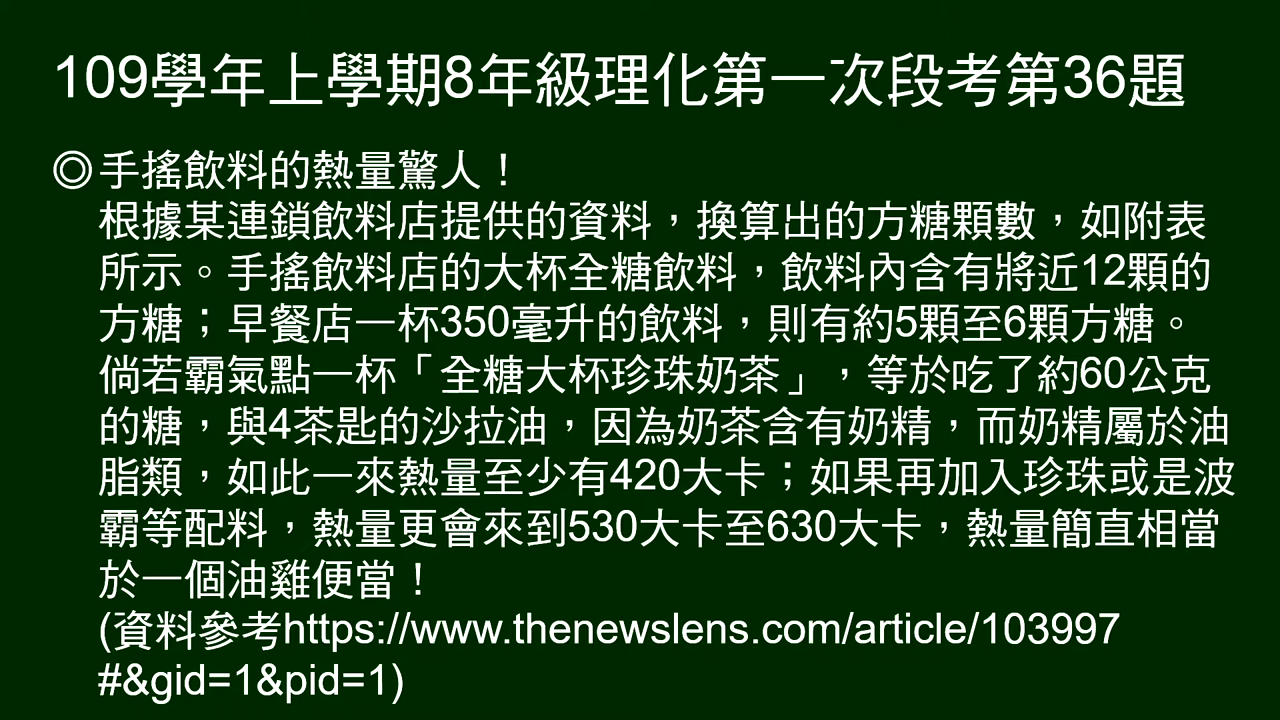 109學年上學期8年級理化第一次段考第36題
◎手搖飲料的熱量驚人！
根據某連鎖飲料店提供的資料，換算出的方糖顆數，如附表
所示。手搖飲料店的大杯全糖飲料，飲料內含有將近12顆的
方糖；早餐店一杯350毫升的飲料，則有約5顆至6顆方糖。
倘若霸氣點一杯「全糖大杯珍珠奶茶」，等於吃了約60公克
的糖，與4茶匙的沙拉油，因為奶茶含有奶精，而奶精屬於油
脂類，如此一來熱量至少有420大卡；如果再加入珍珠或是波
霸等配料，熱量更會來到530大卡至630大卡，熱量簡直相當
於一個油雞便當！
(資料參考https://www.thenewslens.com/article/103997
#&gid=1&pid=1)